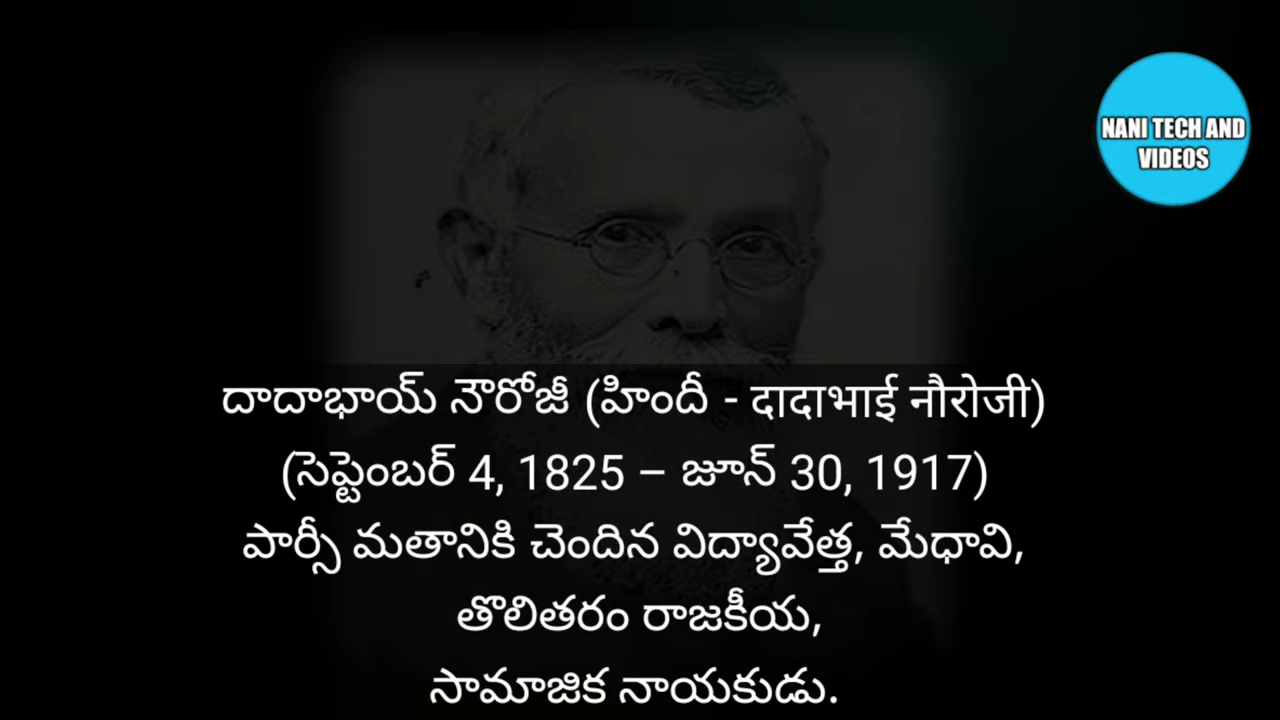 NANI TECH AND
VIDEOS
దాదాభాయ్ నౌరోజీ (హిందీ - दादाभाई नौरोजी)
(సెప్టెంబర్ 4, 1825 – జూన్ 30, 1917)
పార్సీ మతానికి చెందిన విద్యావేత్త, మేధావి,
తొలితరం రాజకీయ,
సామాజిక నాయకుడు.